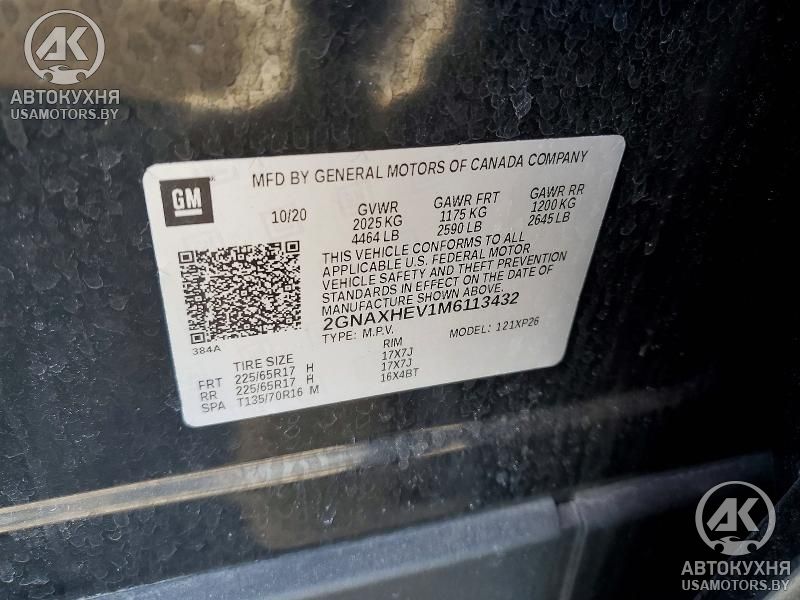 AK
АВТОКУХНЯ
USAMOTORS.BY
GM
MFD BY GENERAL MOTORS OF CANADA COMPANY
10/20 GVWR GAWR FRT GAWR RR
2025 KG 1175 KG 1200 KG
4464 LB 2590 LB 2645 LB
THIS VEHICLE CONFORMS TO ALL
APPLICABLE U.S. FEDERAL MOTOR
VEHICLE SAFETY AND THEFT PREVENTION
STANDARDS IN EFFECT ON THE DATE OF
MANUFACTURE SHOWN ABOVE.
2GNAXHEV1M6113432
TYPE: M.P.V. MODEL: 121XP26
384A
TIRE SIZE RIM
FRT 225/65R17 H 17X7J
RR 225/65R17 H 17X7J
SPA T135/70R16 M 16X4BT
AK
АВТОКУХНЯ
USAMOTORS.BY